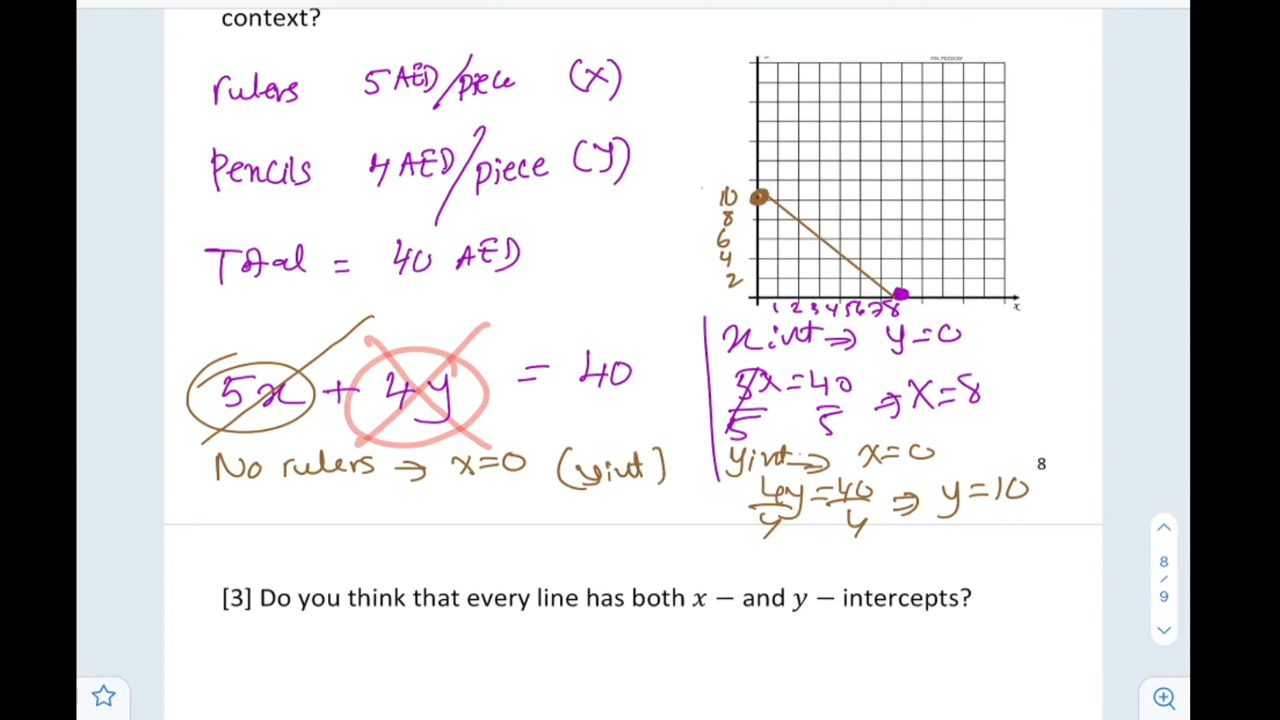 context?
rulers 5 AED/piece (X)
Pencils 4 AED/piece (Y)
Total = 40 AED
5x + 4y = 40
No rulers → x=0 (yint)
10
8
6
4
2
x
1 2 3 4 5 6 7 8
x int ⇒ y=0
5x = 40
5 5 ⇒ X=8
yint ⇒ x=0
4y = 40 ⇒ y=10
4 4
8
[3] Do you think that every line has both x − and y − intercepts?
8
/
9